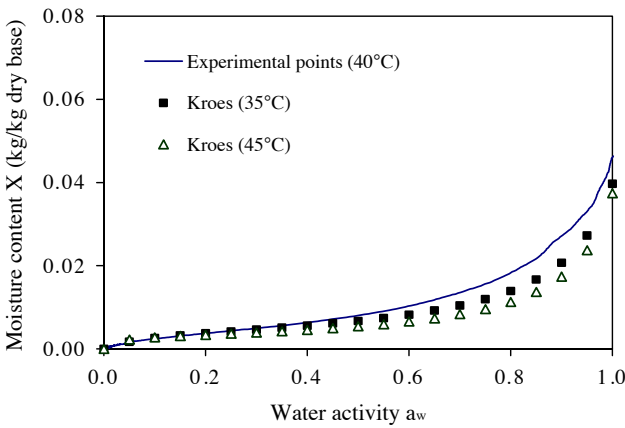 0.08
0.06
0.04
0.02
0.00
Moisture content X (kg/kg dry base)
Experimental points (40°C)
Kroes (35°C)
Kroes (45°C)
0.0 0.2 0.4 0.6 0.8 1.0
Water activity aw